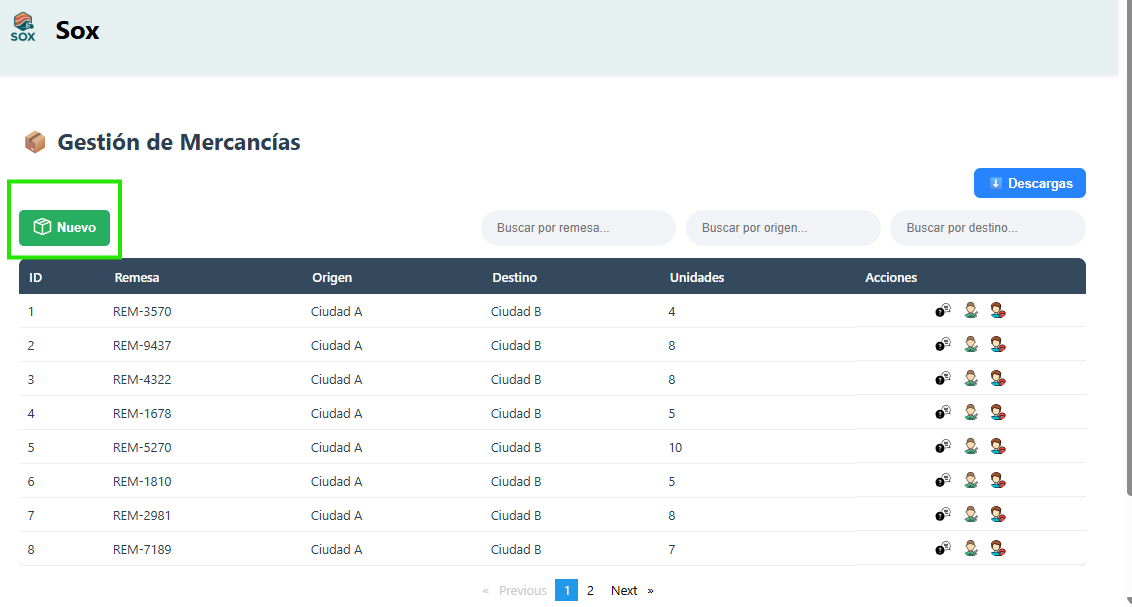 SOX
Sox
Gestión de Mercancías
Descargas
Nuevo
Buscar por remesa...
Buscar por origen...
Buscar por destino...
ID Remesa Origen Destino Unidades Acciones
1 REM-3570 Ciudad A Ciudad B 4
2 REM-9437 Ciudad A Ciudad B 8
3 REM-4322 Ciudad A Ciudad B 8
4 REM-1678 Ciudad A Ciudad B 5
5 REM-5270 Ciudad A Ciudad B 10
6 REM-1810 Ciudad A Ciudad B 5
7 REM-2981 Ciudad A Ciudad B 8
8 REM-7189 Ciudad A Ciudad B 7
« Previous 1 2 Next »